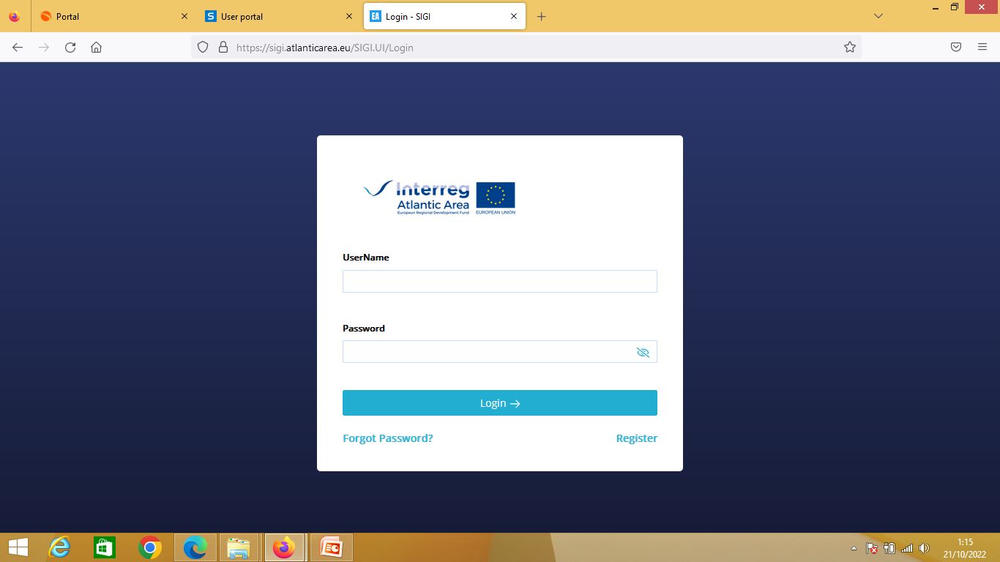 Portal
User portal
EA Login - SIGI
https://sigi.atlanticarea.eu/SIGI.UI/Login
Interreg
Atlantic Area
European Regional Development Fund
EUROPEAN UNION
UserName
Password
Login
Forgot Password?
Register
1:15
21/10/2022